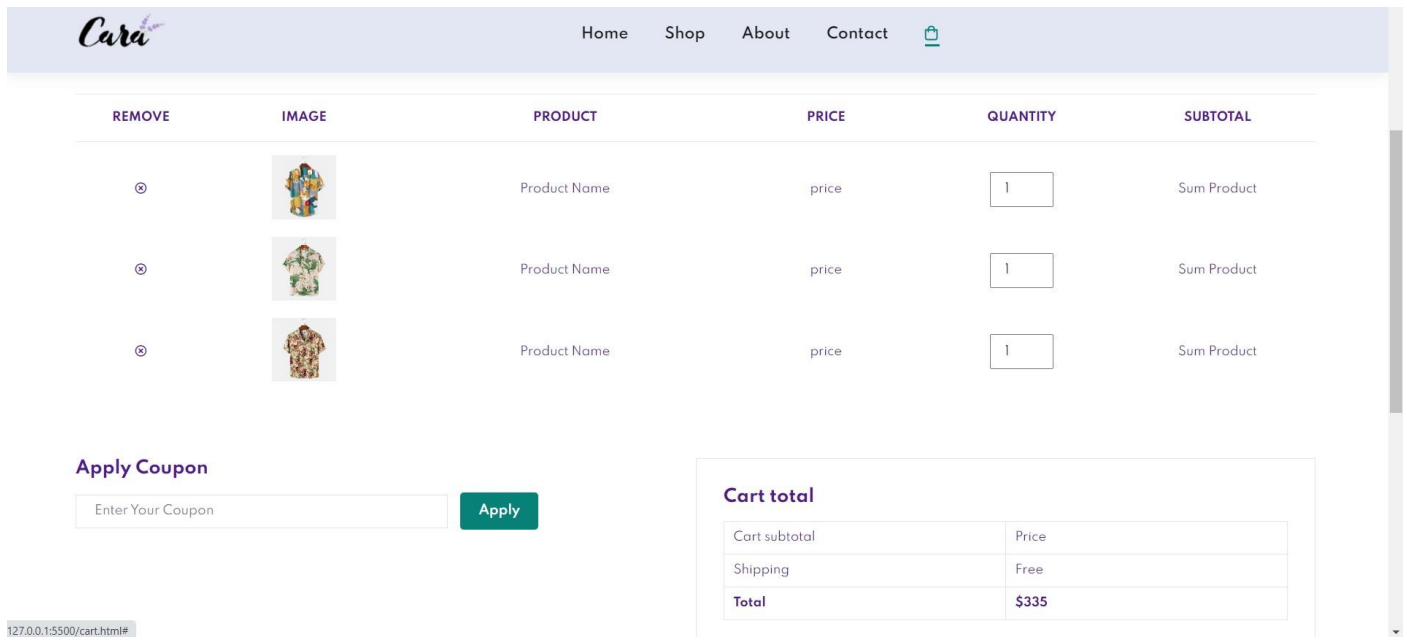 Cara
Home Shop About Contact
REMOVE IMAGE PRODUCT PRICE QUANTITY SUBTOTAL
Product Name price 1 Sum Product
Product Name price 1 Sum Product
Product Name price 1 Sum Product
Apply Coupon
Enter Your Coupon Apply
Cart total
Cart subtotal Price
Shipping Free
Total $335
127.0.0.1:5500/cart.html#